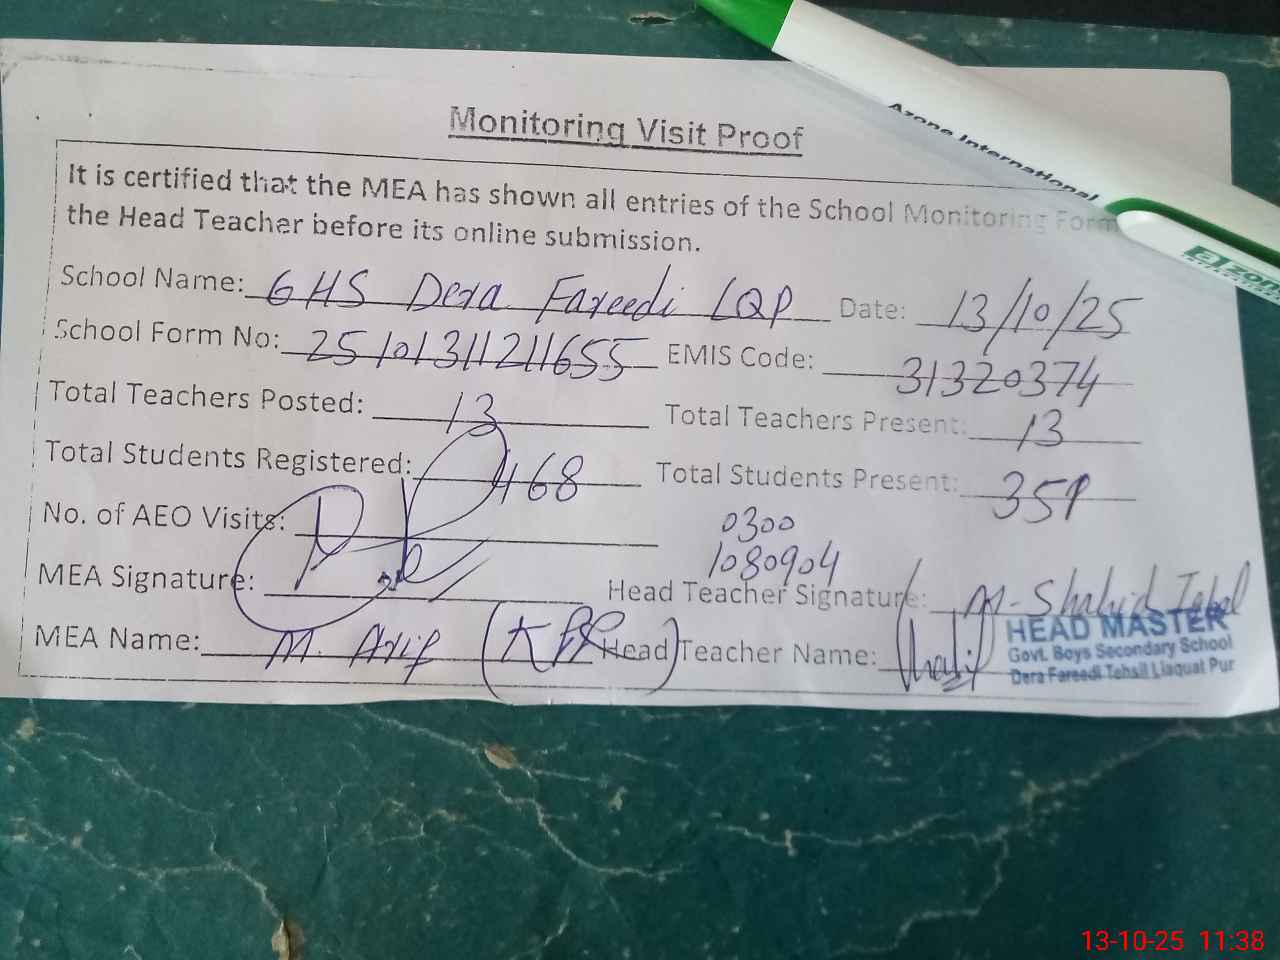 Monitoring Visit Proof
It is certified that the MEA has shown all entries of the School Monitoring Form
the Head Teacher before its online submission.
School Name: GHS Dera Fareedi LQP Date: 13/10/25
School Form No: 25101311211655 EMIS Code: 31320374
Total Teachers Posted: 13 Total Teachers Present: 13
Total Students Registered: 468 Total Students Present: 359
No. of AEO Visits: 0300
1080904
MEA Signature: Head Teacher Signature: M. Shahid Iqbal
MEA Name: M. Arif Head Teacher Name:
HEAD MASTER
Govt. Boys Secondary School
Dera Fareedi Tehsil Liaquat Pur
Azone International
azone
13-10-25 11:38